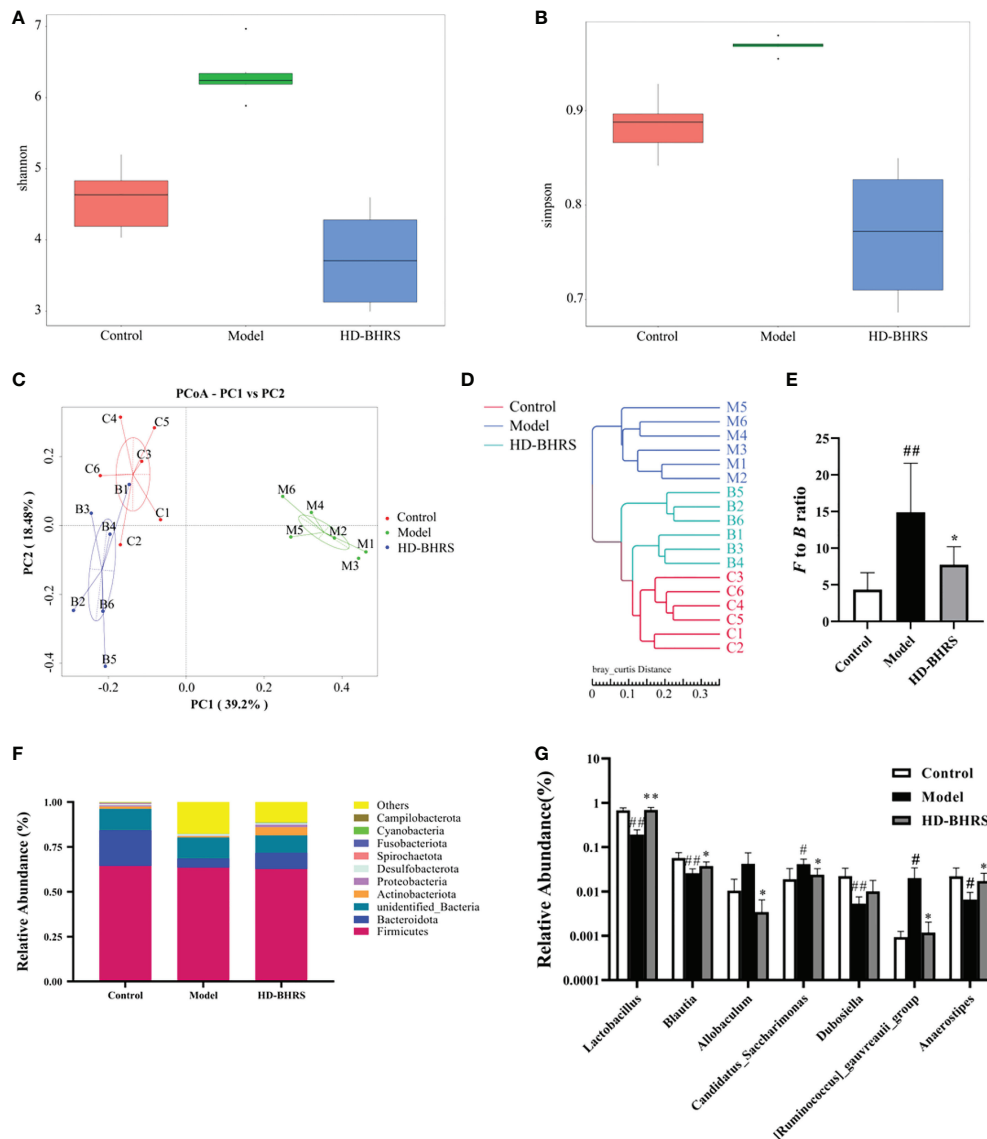 A
7
6
5
4
3
shannon
Control
Model
HD-BHRS
B
0.9
0.8
0.7
simpson
Control
Model
HD-BHRS
C
PCoA - PC1 vs PC2
PC2 ( 18.48% )
0.2
0.0
-0.2
-0.4
C4
C5
C3
C6
B1
B3
B4
C1
C2
B2
B6
B5
M6
M4
M5
M2
M1
M3
Control
Model
HD-BHRS
-0.2
0.0
0.2
0.4
PC1 ( 39.2% )
D
Control
Model
HD-BHRS
M5
M6
M4
M3
M1
M2
B5
B2
B6
B1
B3
B4
C3
C6
C4
C5
C1
C2
bray_curtis Distance
0
0.1
0.2
0.3
E
25
20
15
10
5
0
F to B ratio
##
*
Control
Model
HD-BHRS
F
1.00
0.75
0.50
0.25
0.00
Relative Abundance (%)
Control
Model
HD-BHRS
Others
Campilobacterota
Cyanobacteria
Fusobacteriota
Spirochaetota
Desulfobacterota
Proteobacteria
Actinobacteriota
unidentified_Bacteria
Bacteroidota
Firmicutes
G
10
1
0.1
0.01
0.001
0.0001
Relative Abundance(%)
Control
Model
HD-BHRS
##
**
##
*
*
#
*
##
#
*
#
*
Lactobacillus
Blautia
Allobaculum
Candidatus_Saccharimonas
Dubosiella
[Ruminococcus]_gauvreauii_group
Anaerostipes